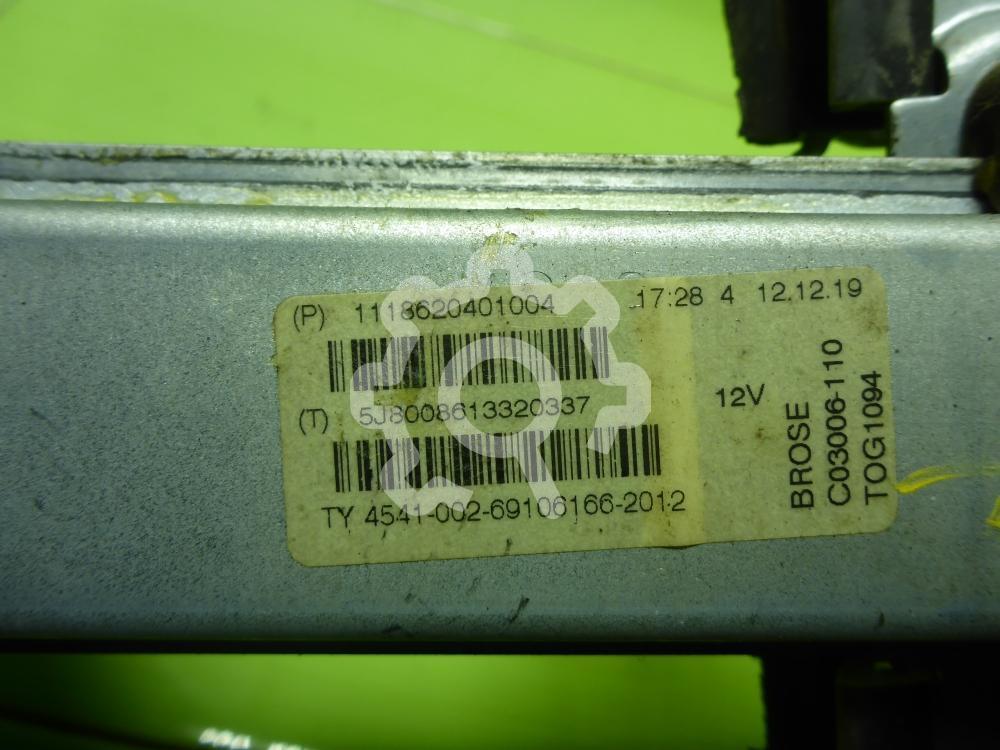 (P) 1118620401004 17:28 4 12.12.19
(T) 5J8008613320337
TY 4541-002-69106166-2012
12V
BROSE
C03006-110
TOG1094